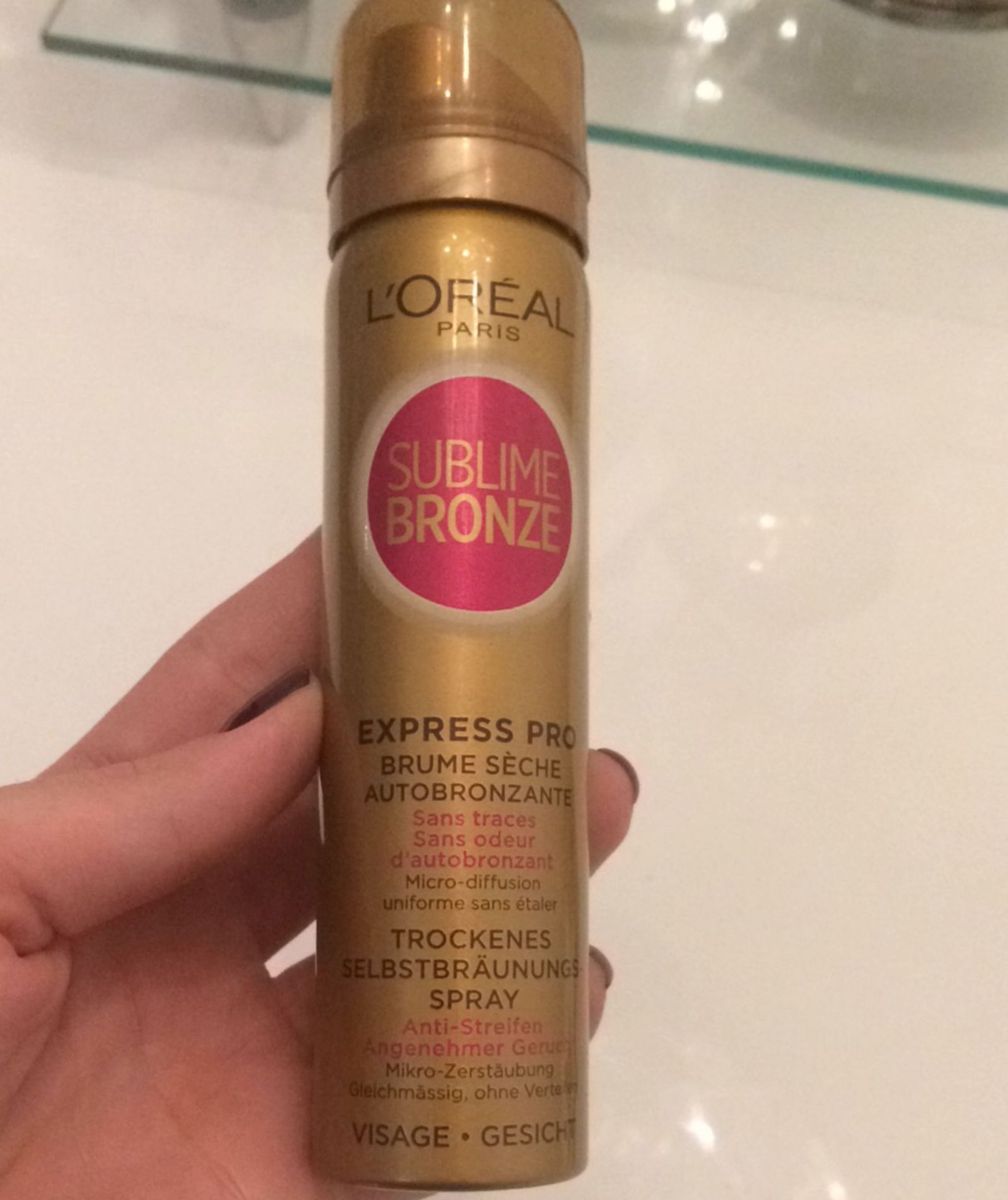 L'ORÉAL
PARIS
SUBLIME
BRONZE
EXPRESS PRO
BRUME SÈCHE
AUTOBRONZANTE
Sans traces
Sans odeur
d'autobronzant
Micro-diffusion
uniforme sans étaler
TROCKENES
SELBSTBRÄUNUNGS-
SPRAY
Anti-Streifen
Angenehmer Geruch
Mikro-Zerstäubung
Gleichmässig, ohne
VISAGE • GESICHT